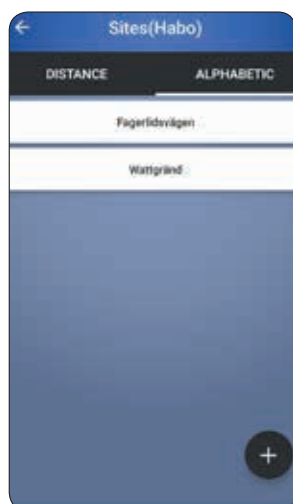 Sites(Habo)
DISTANCE ALPHABETIC
Fagerlidsvägen
Wattgränd
+